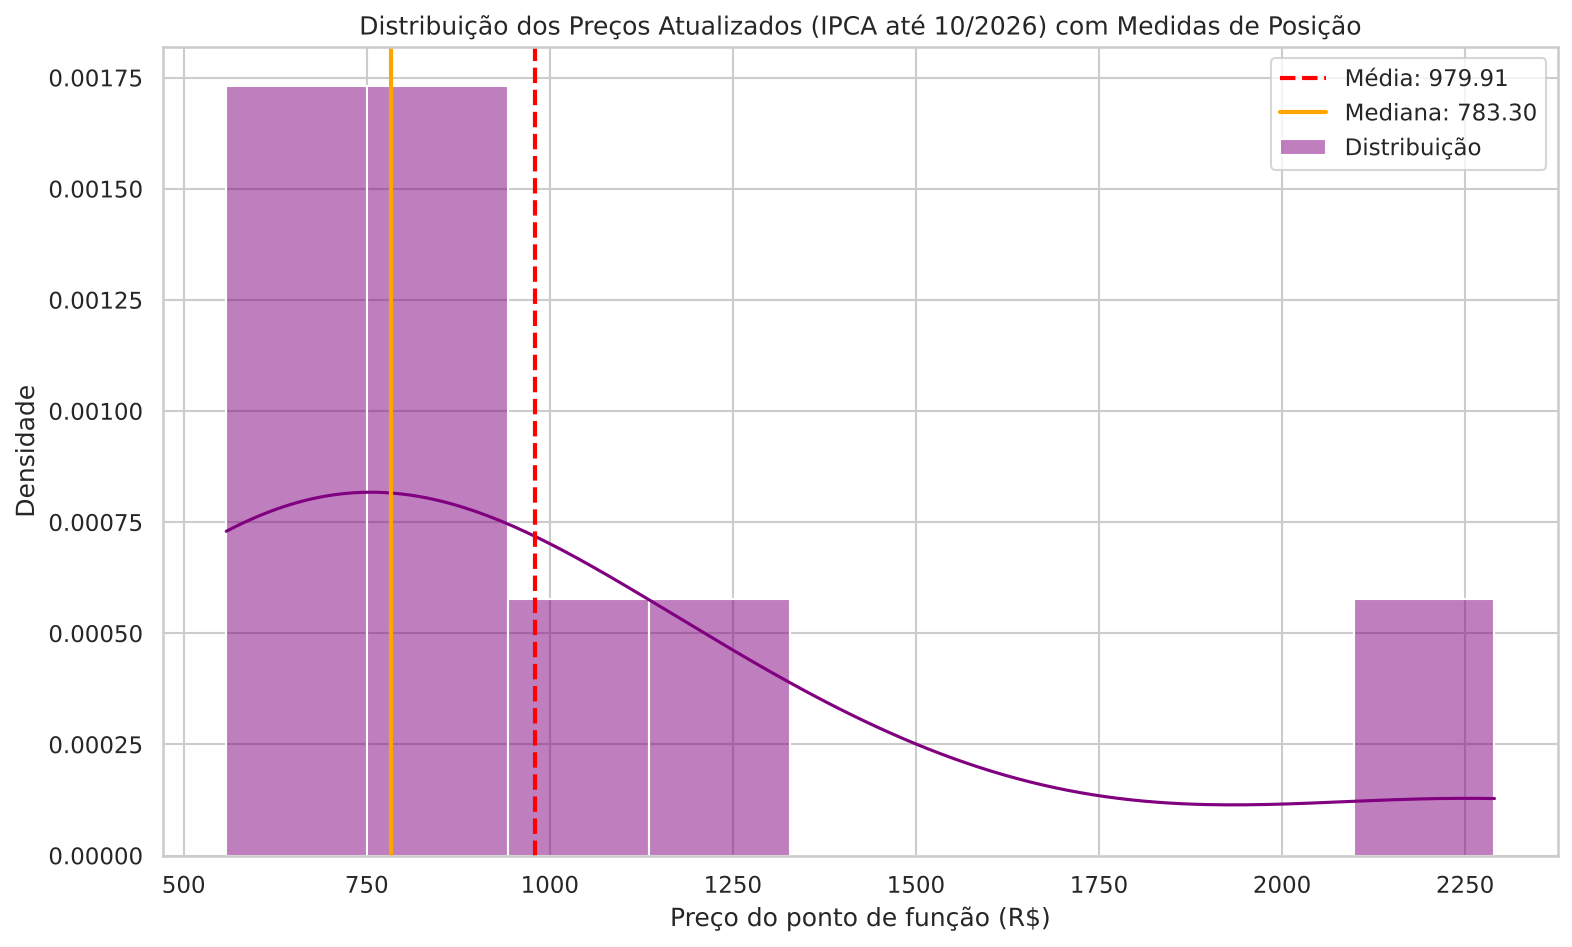 Distribuição dos Preços Atualizados (IPCA até 10/2026) com Medidas de Posição
Média: 979.91
Mediana: 783.30
Distribuição
Densidade
0.00175
0.00150
0.00125
0.00100
0.00075
0.00050
0.00025
0.00000
500 750 1000 1250 1500 1750 2000 2250
Preço do ponto de função (R$)